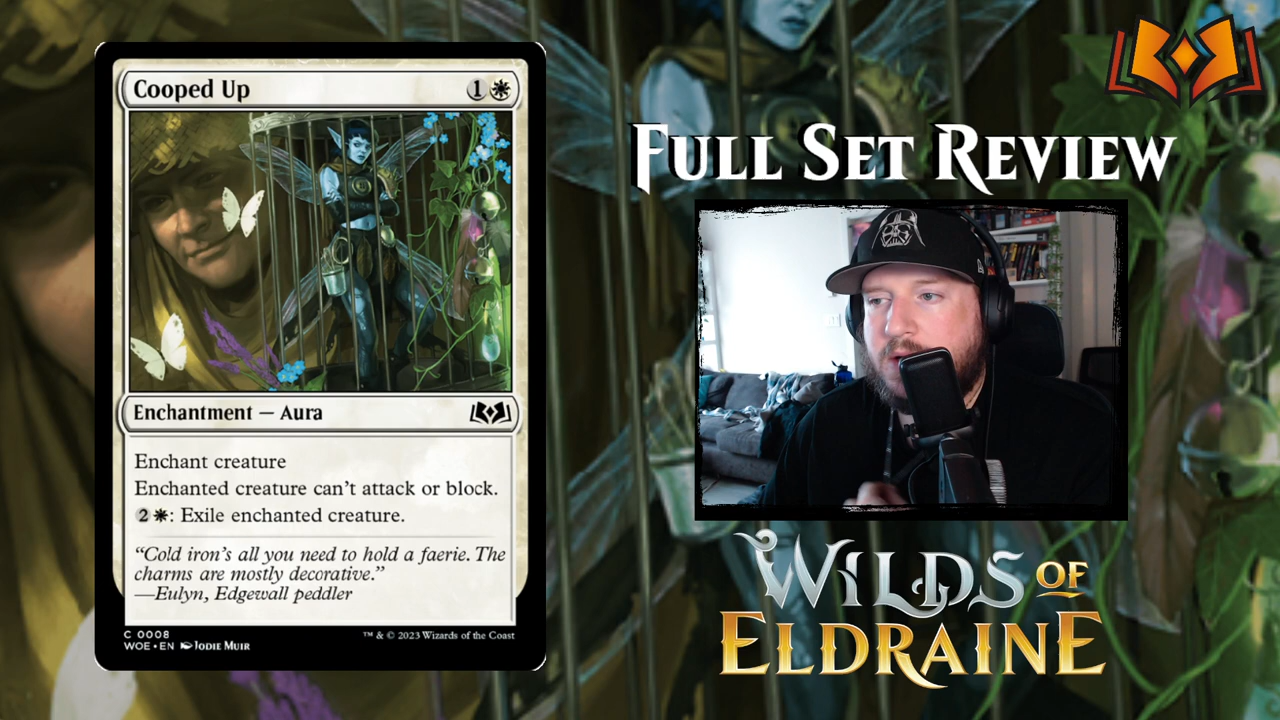 Cooped Up 1
Enchantment — Aura
Enchant creature
Enchanted creature can't attack or block.
2: Exile enchanted creature.
“Cold iron's all you need to hold a faerie. The
charms are mostly decorative.”
—Eulyn, Edgewall peddler
C 0008
WOE • EN Jodie Muir
™ & © 2023 Wizards of the Coast
Full Set Review
Wilds of
Eldraine